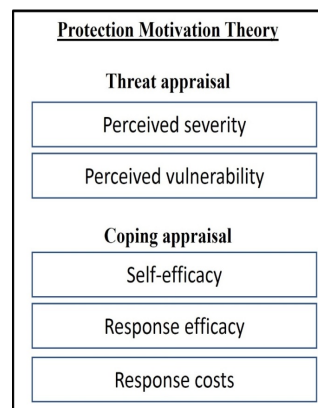 Protection Motivation Theory
Threat appraisal
Perceived severity
Perceived vulnerability
Coping appraisal
Self-efficacy
Response efficacy
Response costs